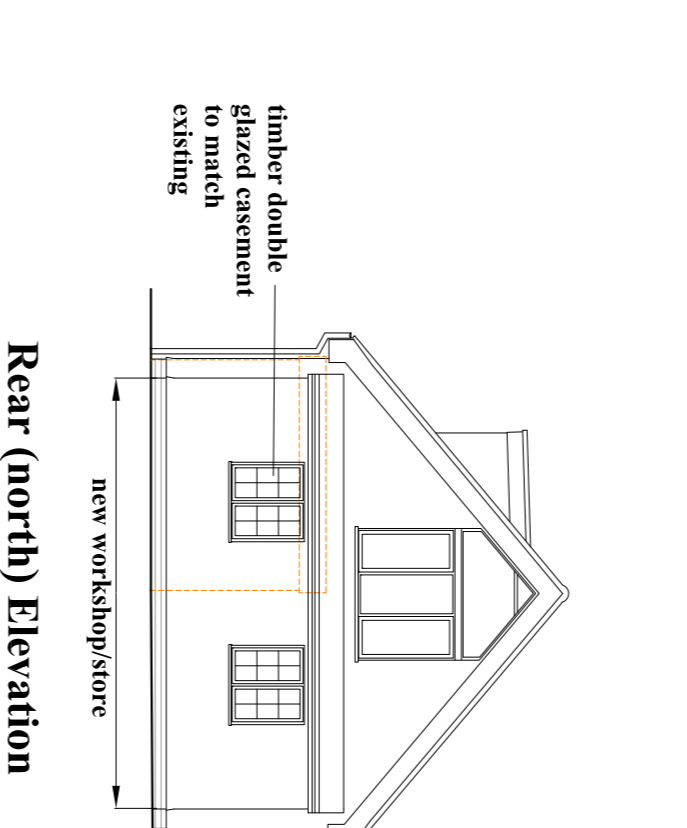 timber double
glazed casement
to match
existing
new workshop/store
Rear (north) Elevation